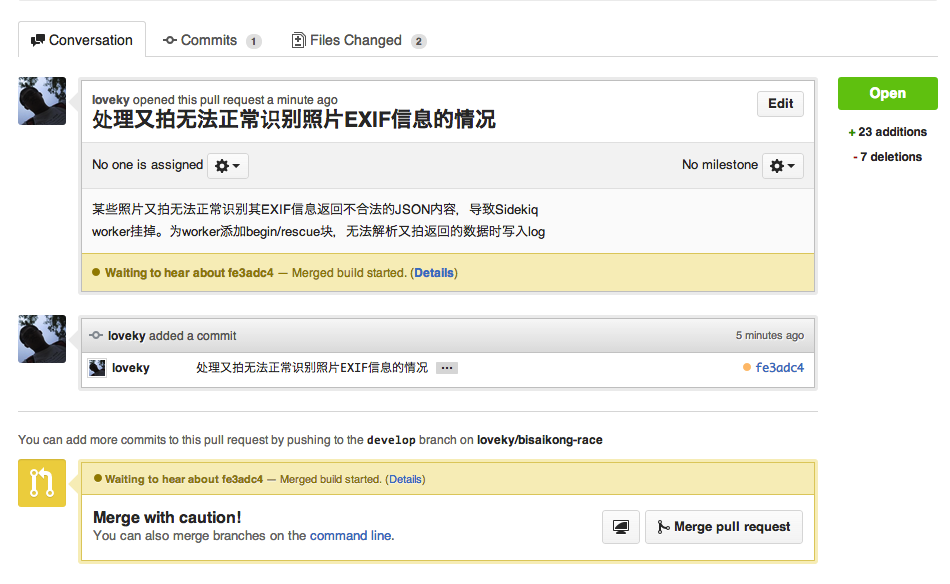 Conversation
Commits 1
Files Changed 2
loveky opened this pull request a minute ago
处理又拍无法正常识别照片EXIF信息的情况
Edit
Open
+ 23 additions
- 7 deletions
No one is assigned
No milestone
某些照片又拍无法正常识别其EXIF信息返回不合法的JSON内容，导致Sidekiq
worker挂掉。为worker添加begin/rescue块，无法解析又拍返回的数据时写入log
Waiting to hear about fe3adc4 — Merged build started. (Details)
loveky added a commit
5 minutes ago
loveky
处理又拍无法正常识别照片EXIF信息的情况 ...
fe3adc4
You can add more commits to this pull request by pushing to the develop branch on loveky/bisaikong-race
Waiting to hear about fe3adc4 — Merged build started. (Details)
Merge with caution!
You can also merge branches on the command line.
Merge pull request